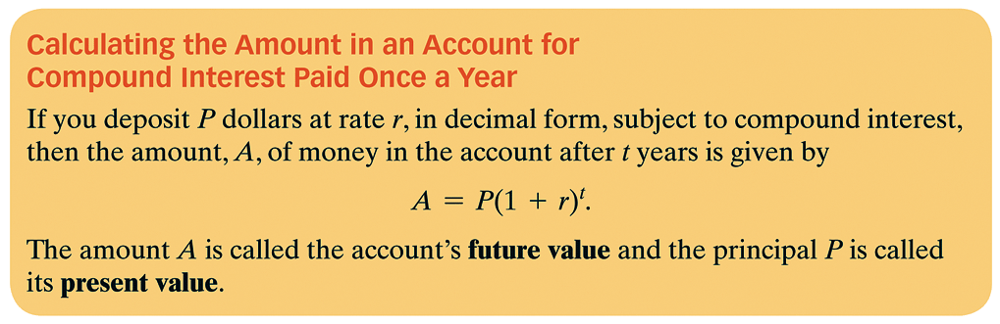 Calculating the Amount in an Account for
Compound Interest Paid Once a Year
If you deposit P dollars at rate r, in decimal form, subject to compound interest,
then the amount, A, of money in the account after t years is given by
A = P(1 + r)ᵗ.
The amount A is called the account’s future value and the principal P is called
its present value.